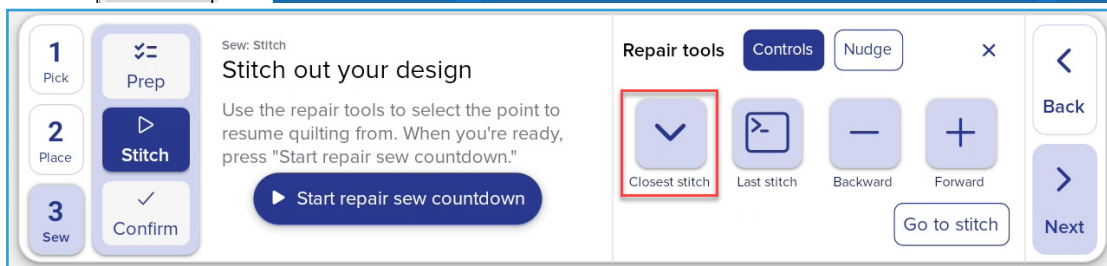 1
Pick
2
Place
3
Sew
Prep
Stitch
Confirm
Sew: Stitch
Stitch out your design
Use the repair tools to select the point to
resume quilting from. When you're ready,
press "Start repair sew countdown."
Start repair sew countdown
Repair tools
Controls
Nudge
Closest stitch
Last stitch
Backward
Forward
Go to stitch
Back
Next